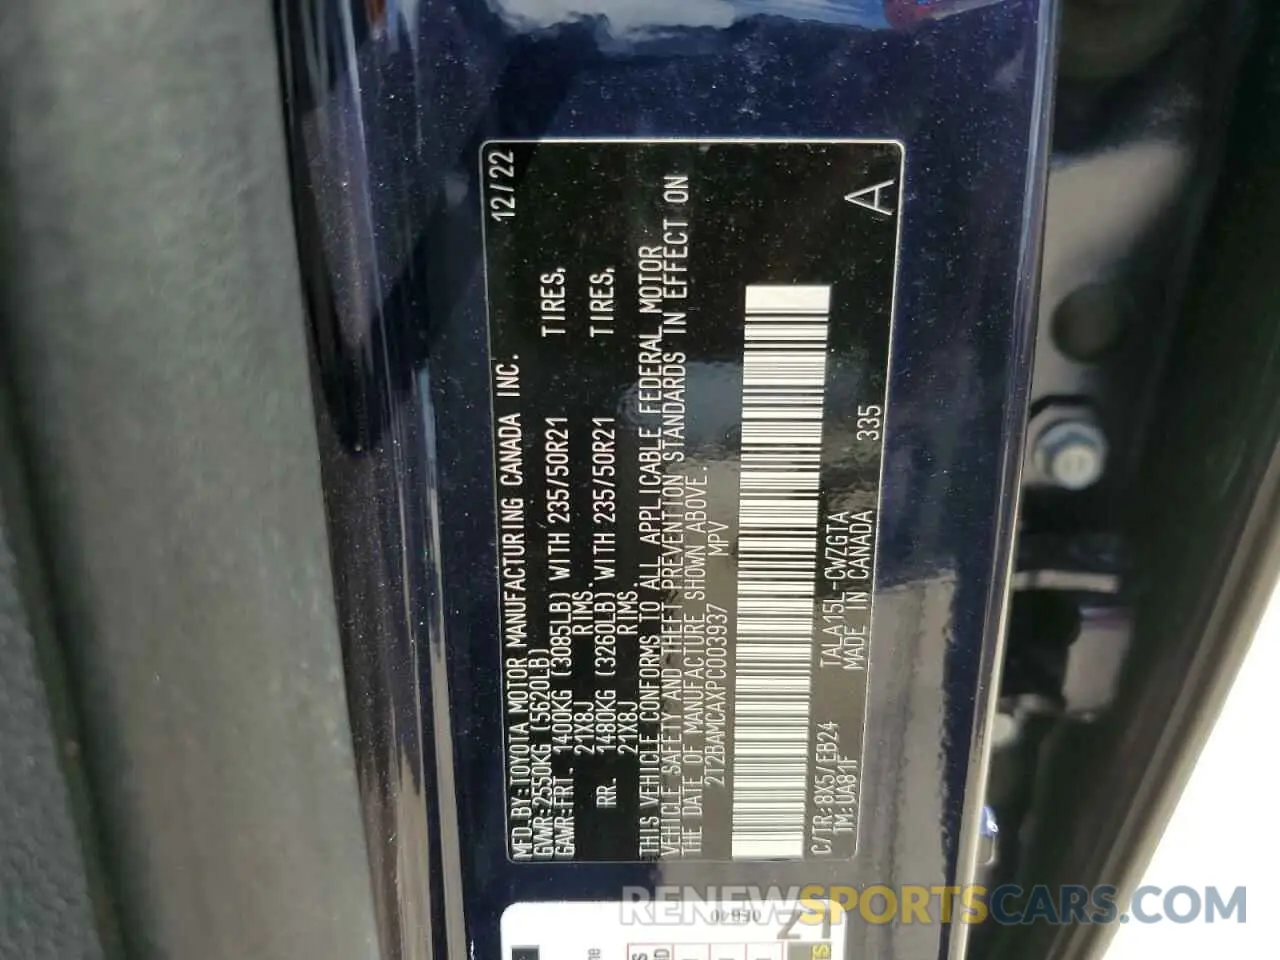 MFD.BY:TOYOTA MOTOR MANUFACTURING CANADA INC. 12/22
GVWR:2550KG (5620LB)
GAWR:FRT. 1400KG (3085LB) WITH 235/50R21 TIRES,
21X8J RIMS.
RR. 1480KG (3260LB) WITH 235/50R21 TIRES,
21X8J RIMS
THIS VEHICLE CONFORMS TO ALL APPLICABLE FEDERAL MOTOR
VEHICLE SAFETY AND THEFT PREVENTION STANDARDS IN EFFECT ON
THE DATE OF MANUFACTURE SHOWN ABOVE.
2T2BAMCAXPC003937 MPV
C/TR:8X5/EB24 TALA15L-CWZGTA
TM:UA81F MADE IN CANADA 335
A
RENEWSPORTSCARS.COM